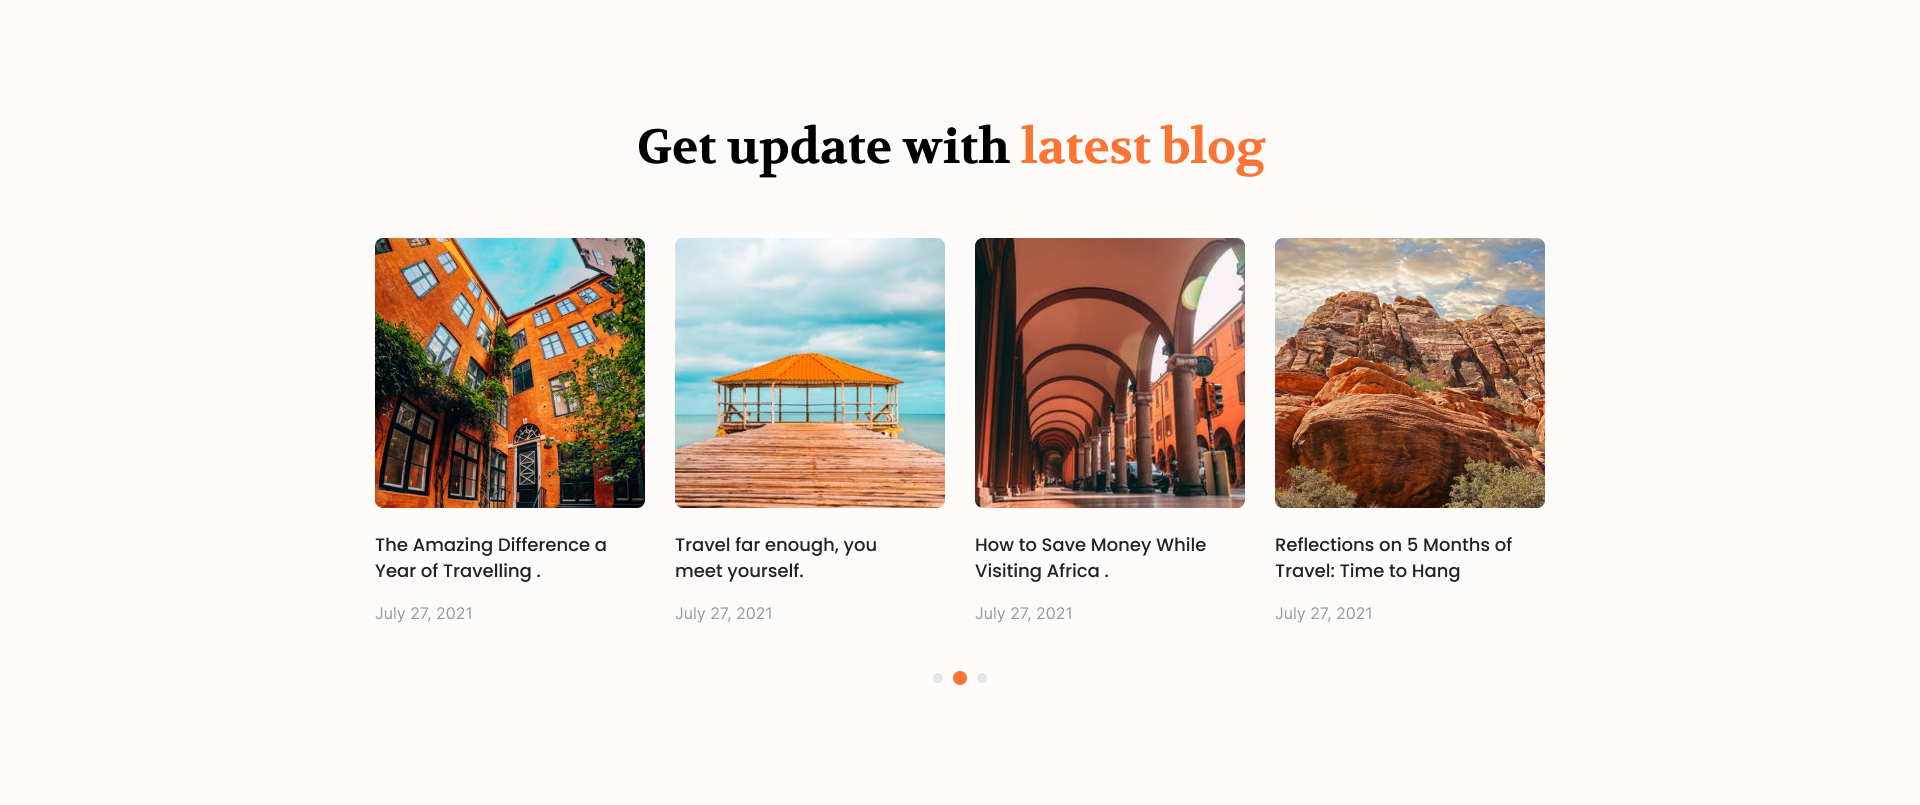 Get update with latest blog
The Amazing Difference a
Year of Travelling .
July 27, 2021
Travel far enough, you
meet yourself.
July 27, 2021
How to Save Money While
Visiting Africa .
July 27, 2021
Reflections on 5 Months of
Travel: Time to Hang
July 27, 2021